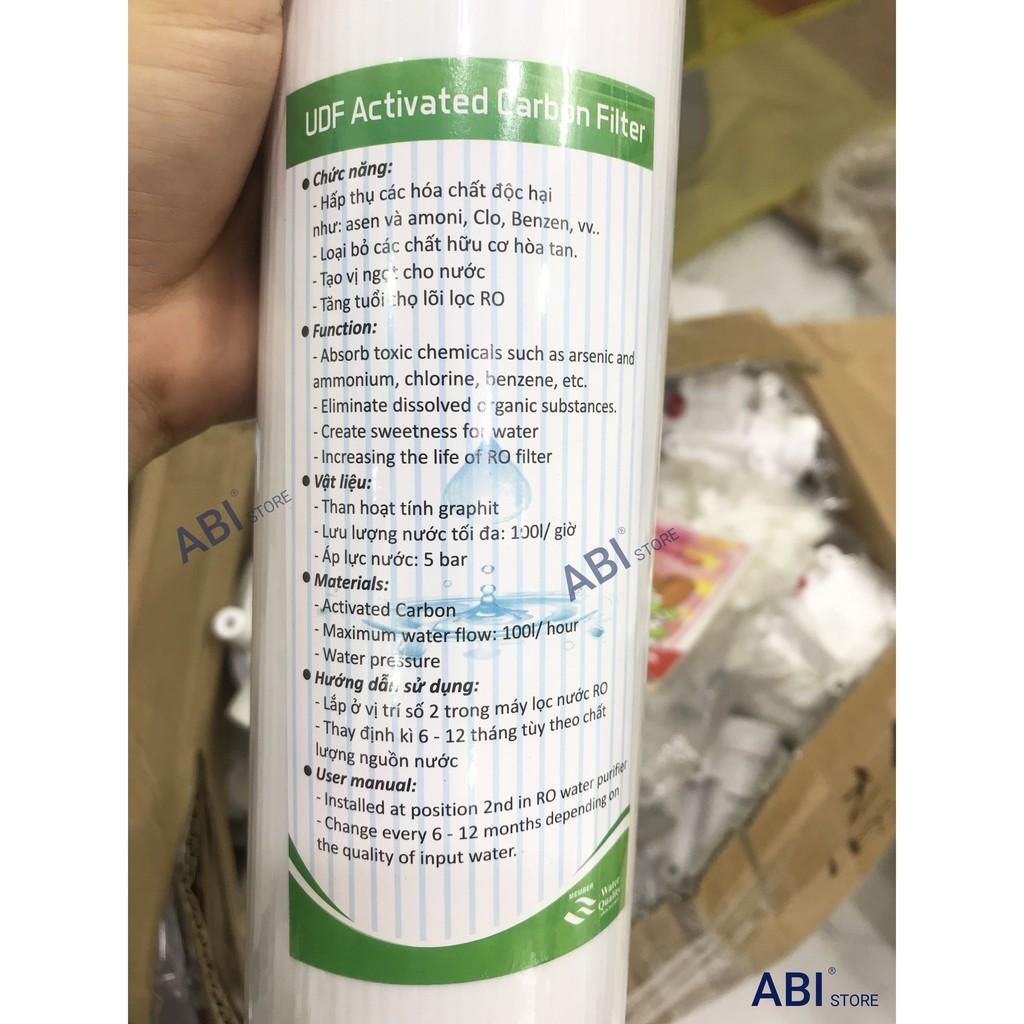 UDF Activated Carbon Filter
● Chức năng:
- Hấp thụ các hóa chất độc hại
như: asen và amoni, Clo, Benzen, vv..
- Loại bỏ các chất hữu cơ hòa tan.
- Tạo vị ngọt cho nước
- Tăng tuổi thọ lõi lọc RO
● Function:
- Absorb toxic chemicals such as arsenic and
ammonium, chlorine, benzene, etc.
- Eliminate dissolved organic substances.
- Create sweetness for water
- Increasing the life of RO filter
● Vật liệu:
- Than hoạt tính graphit
- Lưu lượng nước tối đa: 100l/ giờ
- Áp lực nước: 5 bar
● Materials:
- Activated Carbon
- Maximum water flow: 100l/ hour
- Water pressure
● Hướng dẫn sử dụng:
- Lắp ở vị trí số 2 trong máy lọc nước RO
- Thay định kì 6 - 12 tháng tùy theo chất
lượng nguồn nước
● User manual:
- Installed at position 2nd in RO water purifier
- Change every 6 - 12 months depending on
the quality of input water.
MEMBER
Water
Quality
ABI® STORE
ABI® STORE
ABI® STORE